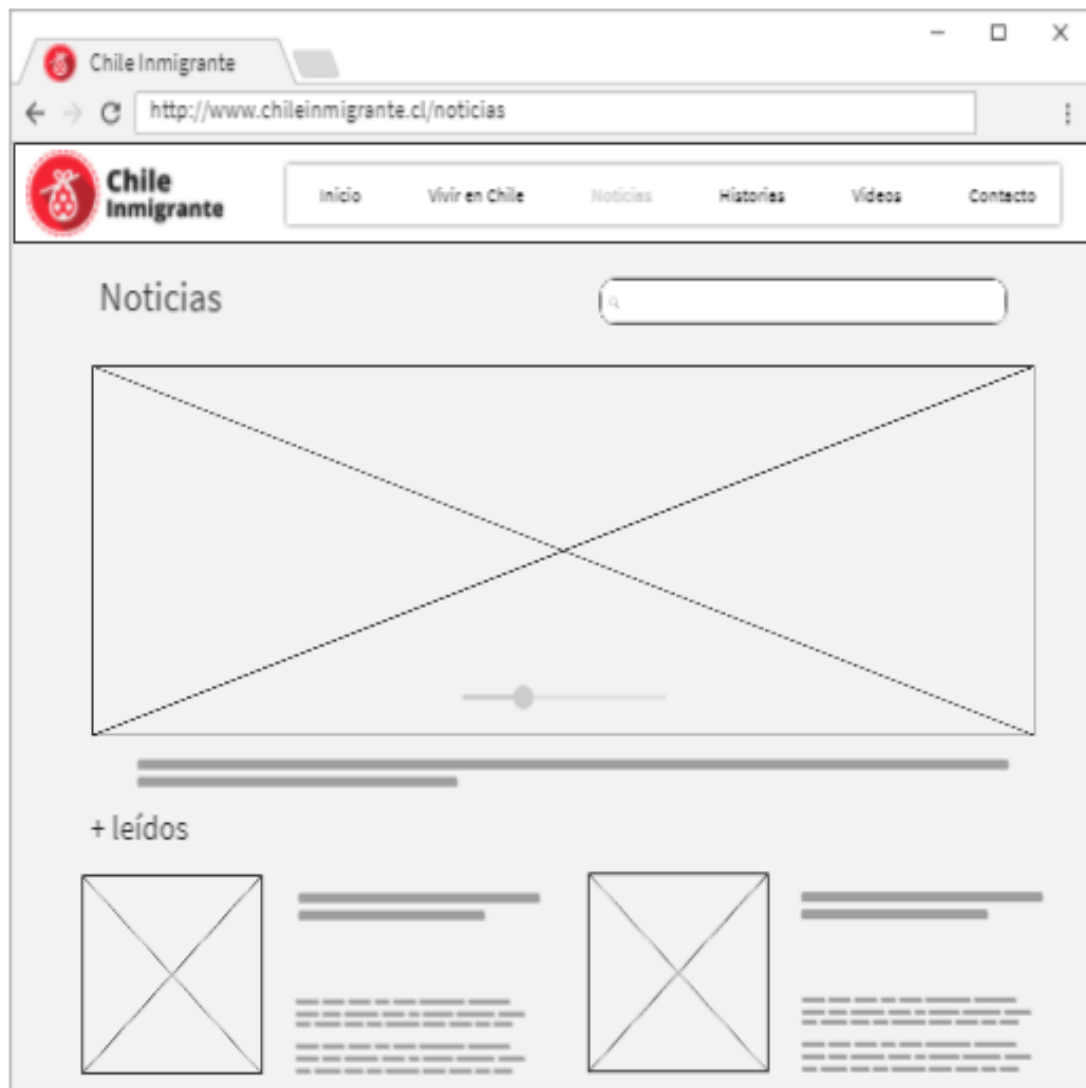 Chile Inmigrante
http://www.chileinmigrante.cl/noticias
Chile
Inmigrante
Inicio Vivir en Chile Noticias Historias Videos Contacto
Noticias
+ leídos